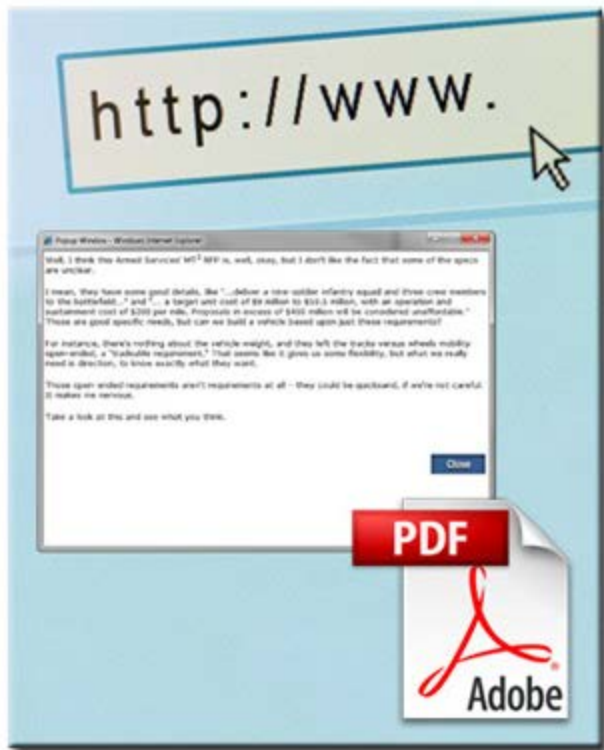 http://www.
Popup Window - Windows Internet Explorer
Well, I think this Armed Services' MT² RFP is, well, okay, but I don't like the fact that some of the specs
are unclear.
I mean, they have some good details, like "...deliver a nine-soldier infantry squad and three crew members
to the battlefield..." and "... a target unit cost of $9 million to $10.5 million, with an operation and
sustainment cost of $200 per mile. Proposals in excess of $400 million will be considered unaffordable."
Those are good specific needs, but can we build a vehicle based upon just these requirements?
For instance, there's nothing about the vehicle weight, and they left the tracks versus wheels mobility
open-ended, a "tradeable requirement." That seems like it gives us some flexibility, but what we really
need is direction, to know exactly what they want.
Those open ended requirements aren't requirements at all - they could be quicksand, if we're not careful.
It makes me nervous.
Take a look at this and see what you think.
Close
PDF
Adobe